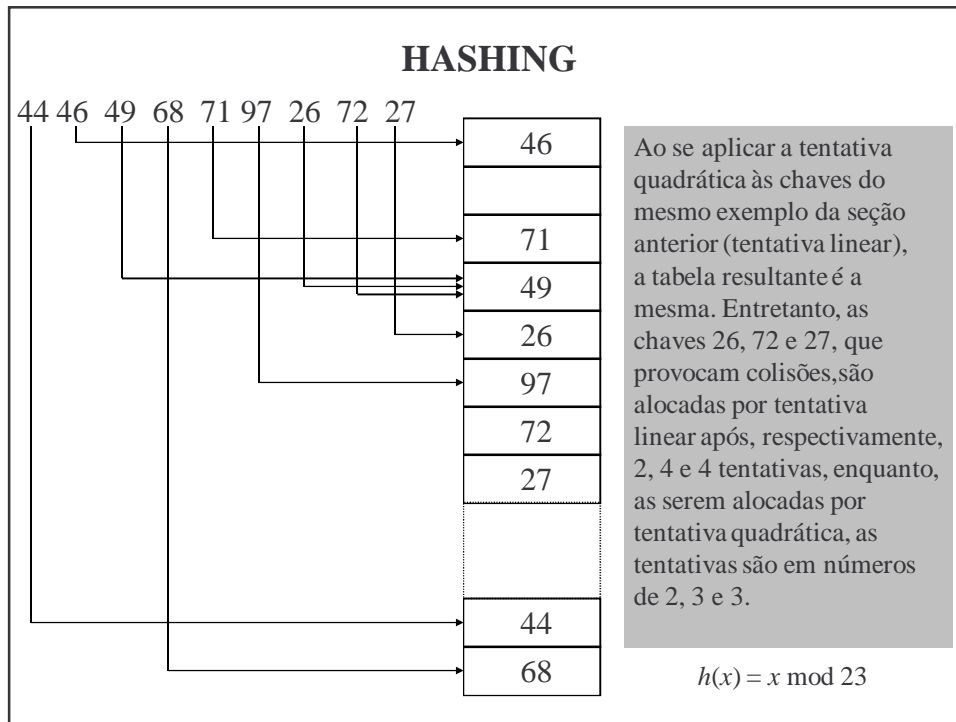 HASHING
44 46 49 68 71 97 26 72 27
46
71
49
26
97
72
27
44
68
Ao se aplicar a tentativa
quadrática às chaves do
mesmo exemplo da seção
anterior (tentativa linear),
a tabela resultante é a
mesma. Entretanto, as
chaves 26, 72 e 27, que
provocam colisões,são
alocadas por tentativa
linear após, respectivamente,
2, 4 e 4 tentativas, enquanto,
as serem alocadas por
tentativa quadrática, as
tentativas são em números
de 2, 3 e 3.
h(x) = x mod 23